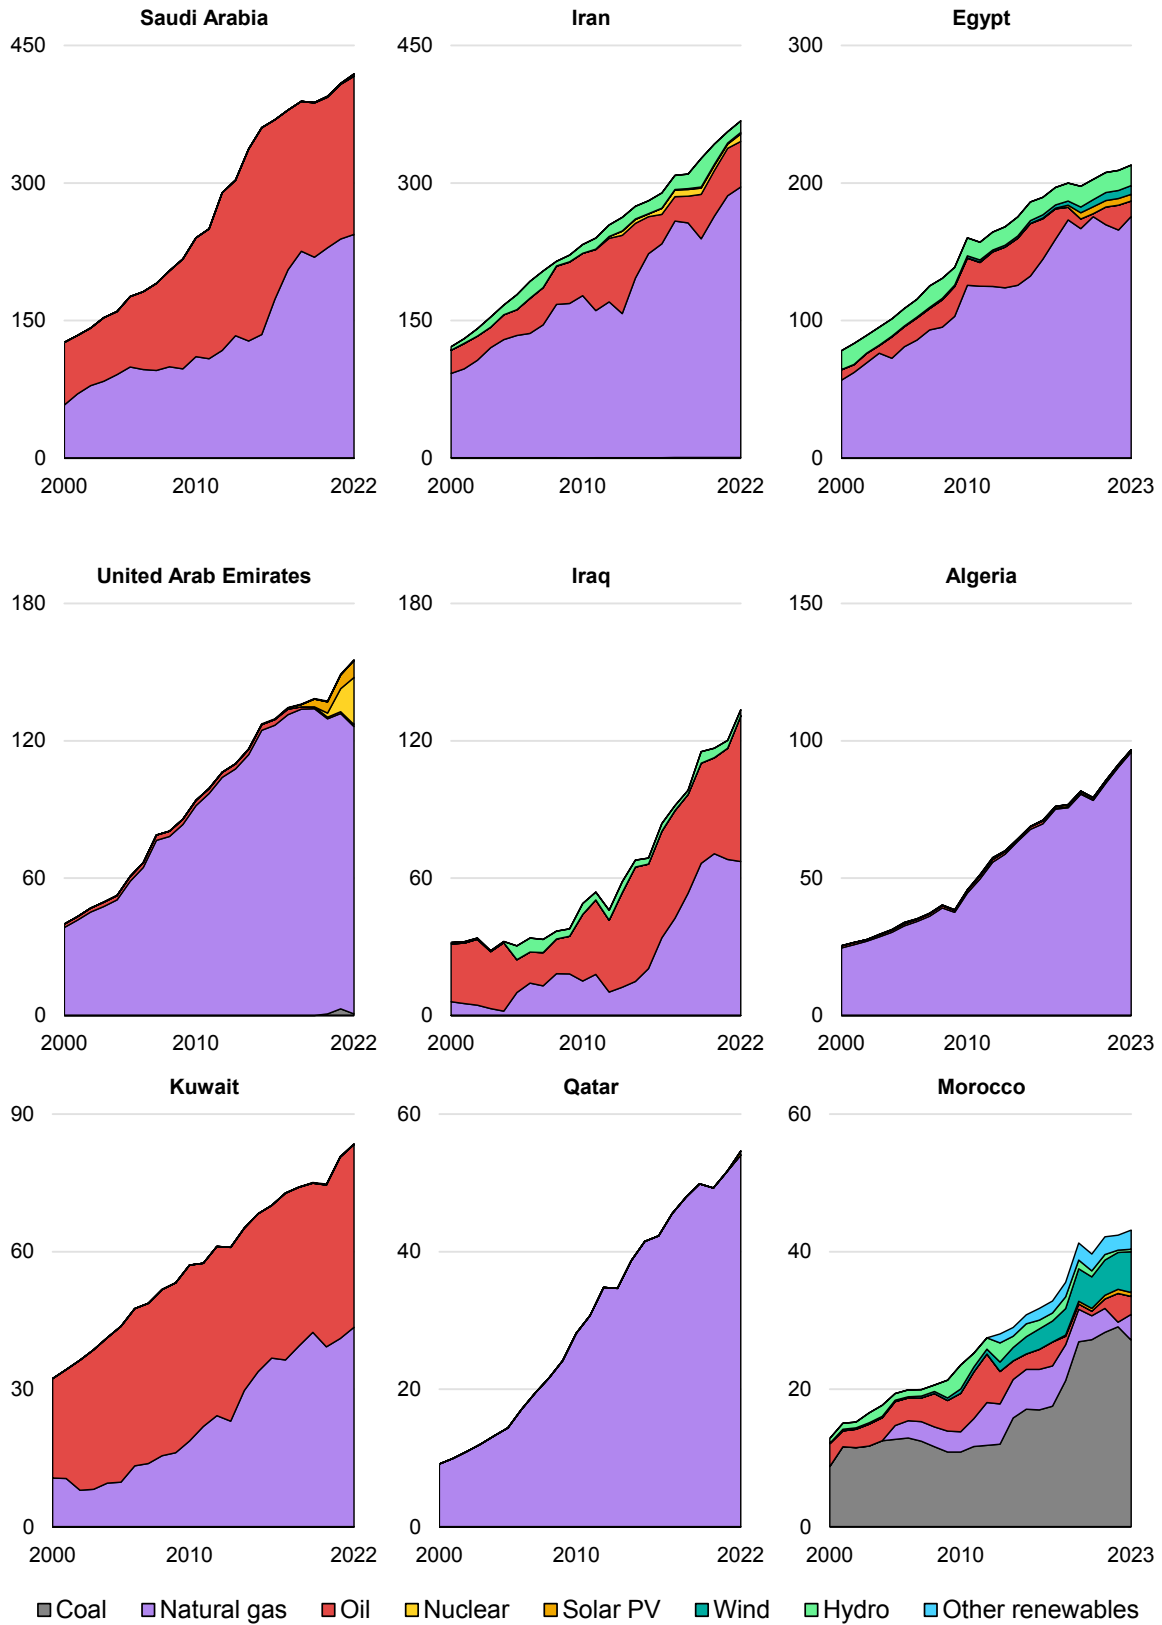 Saudi Arabia Iran Egypt
450 450 300
300 300 200
150 150 100
0 0 0
2000 2010 2022 2000 2010 2022 2000 2010 2023
United Arab Emirates Iraq Algeria
180 180 150
120 120 100
60 60 50
0 0 0
2000 2010 2022 2000 2010 2022 2000 2010 2023
Kuwait Qatar Morocco
90 60 60
60 40 40
30 20 20
0 0 0
2000 2010 2022 2000 2010 2022 2000 2010 2023
Coal Natural gas Oil Nuclear Solar PV Wind Hydro Other renewables